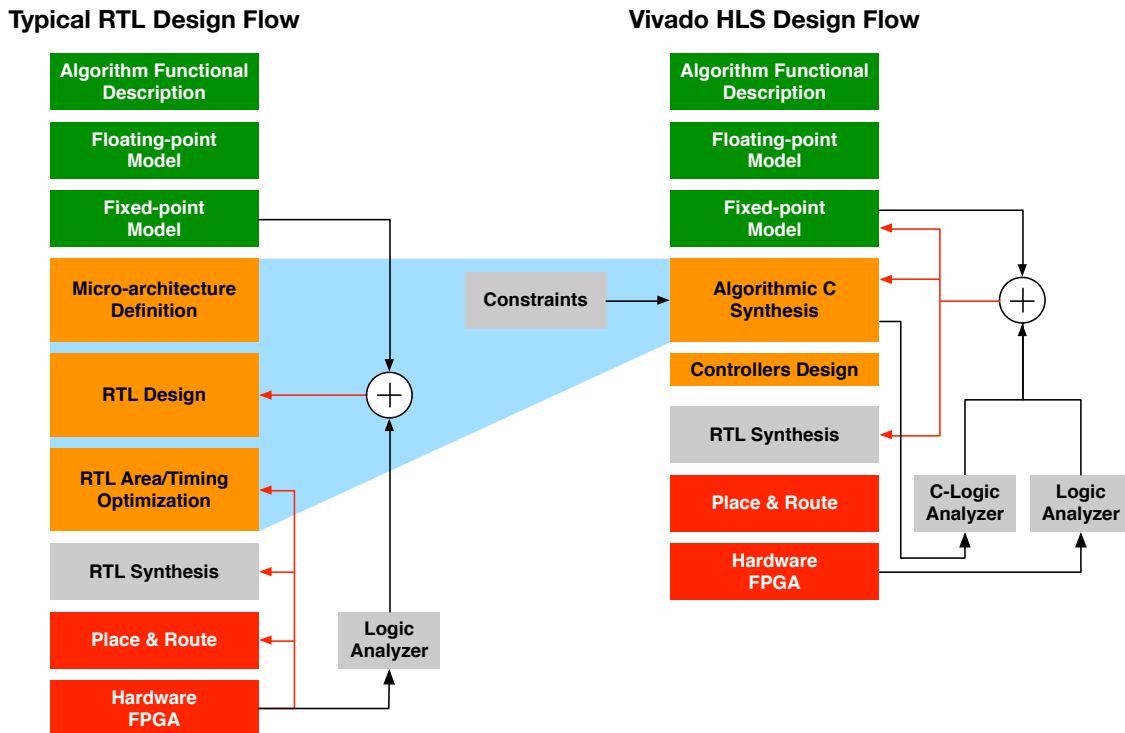 Typical RTL Design Flow
Algorithm Functional
Description
Floating-point
Model
Fixed-point
Model
Micro-architecture
Definition
RTL Design
RTL Area/Timing
Optimization
RTL Synthesis
Place & Route
Hardware
FPGA
Logic
Analyzer
Vivado HLS Design Flow
Algorithm Functional
Description
Floating-point
Model
Fixed-point
Model
Constraints
Algorithmic C
Synthesis
Controllers Design
RTL Synthesis
Place & Route
Hardware
FPGA
C-Logic
Analyzer
Logic
Analyzer